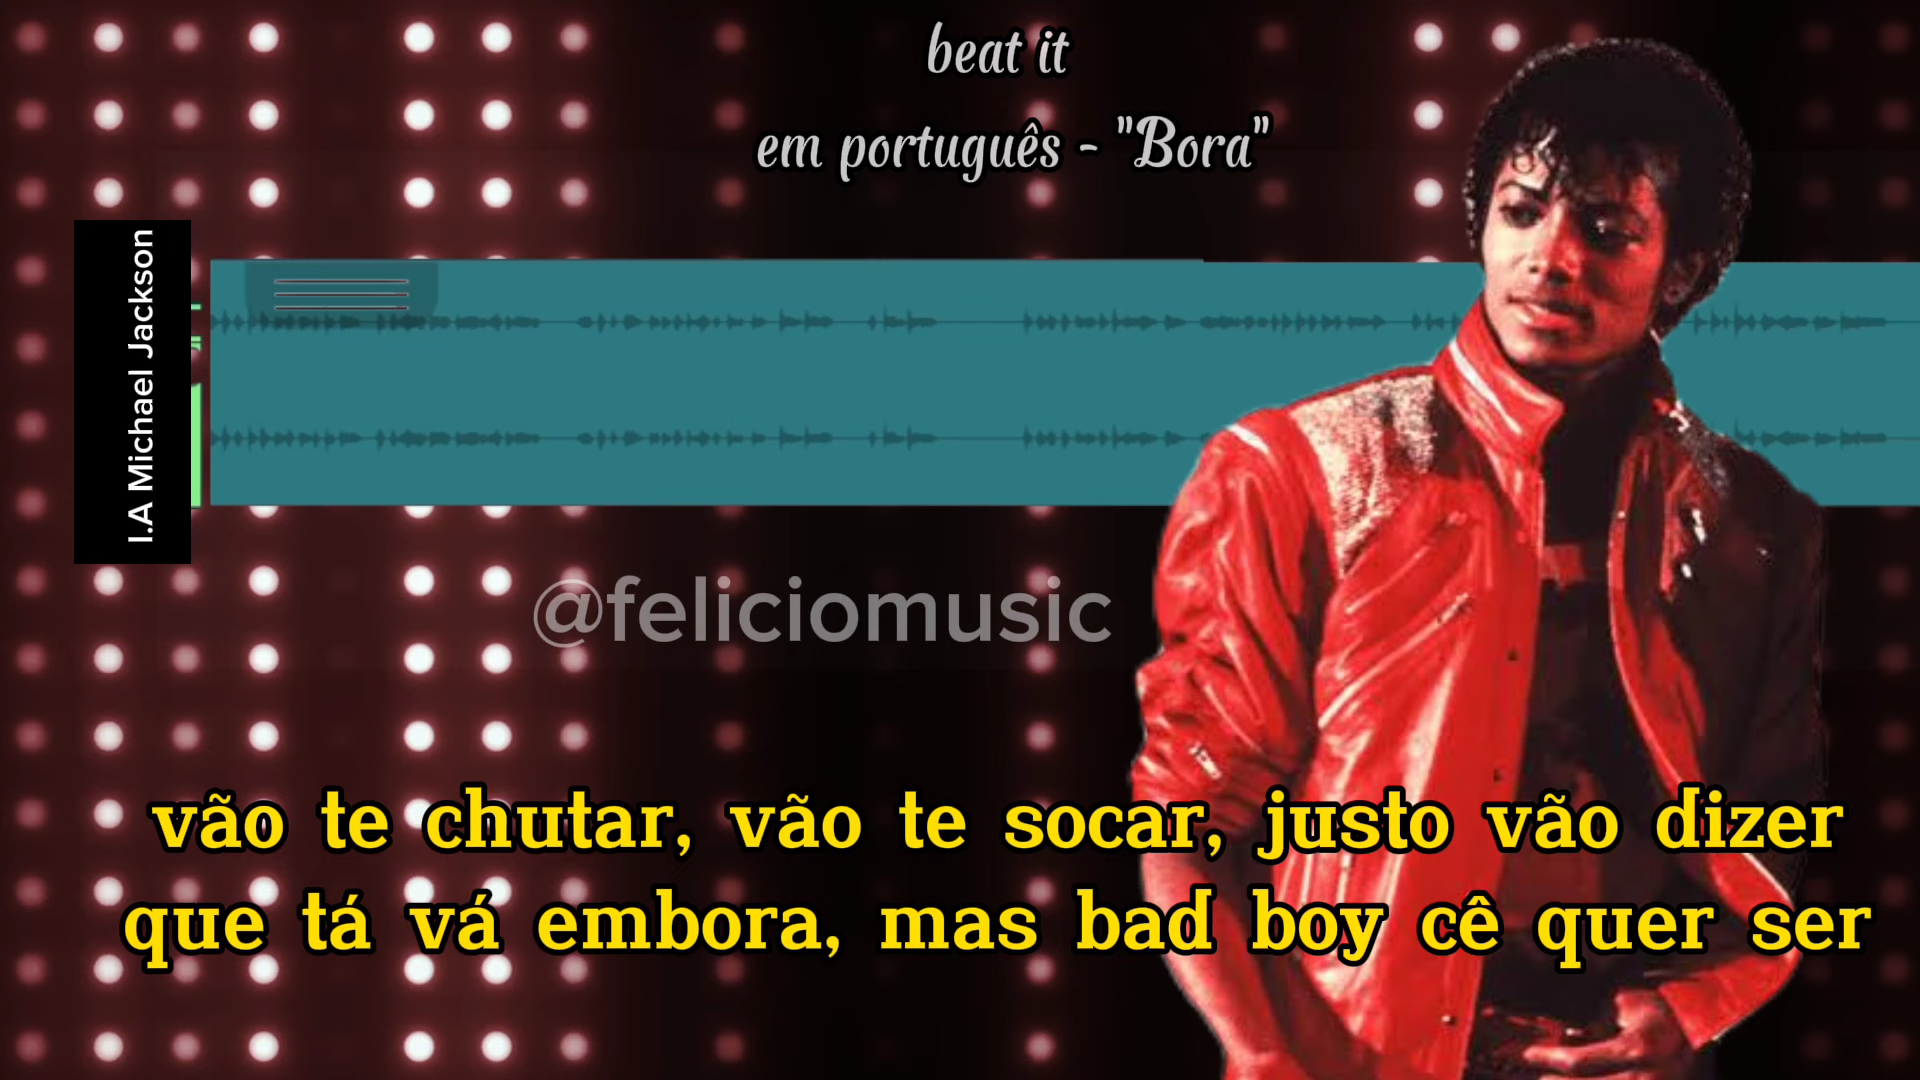 beat it
em português - "Bora"
I.A Michael Jackson
@feliciomusic
vão te chutar, vão te socar, justo vão dizer
que tá vá embora, mas bad boy cê quer ser